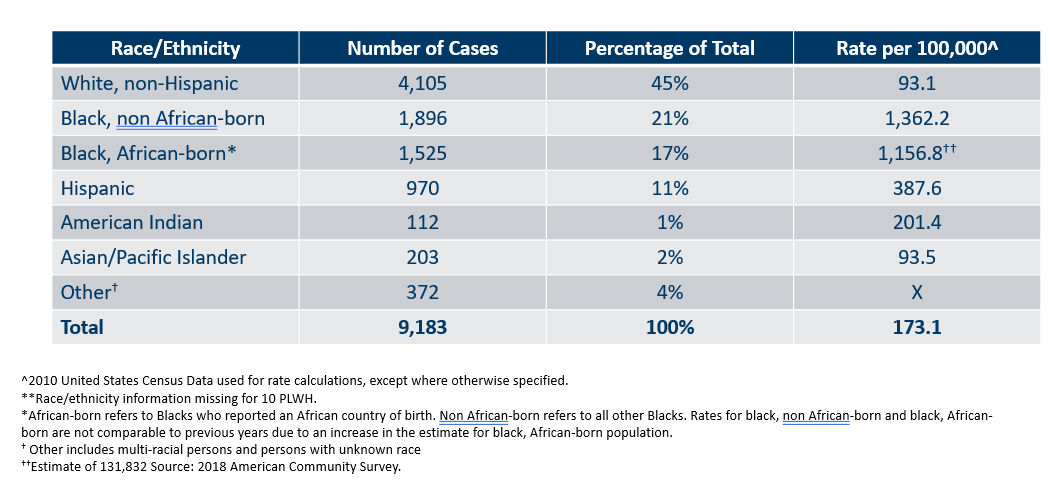 Race/Ethnicity Number of Cases Percentage of Total Rate per 100,000^
White, non-Hispanic 4,105 45% 93.1
Black, non African-born 1,896 21% 1,362.2
Black, African-born* 1,525 17% 1,156.8††
Hispanic 970 11% 387.6
American Indian 112 1% 201.4
Asian/Pacific Islander 203 2% 93.5
Other† 372 4% X
Total 9,183 100% 173.1
^2010 United States Census Data used for rate calculations, except where otherwise specified.
**Race/ethnicity information missing for 10 PLWH.
*African-born refers to Blacks who reported an African country of birth. Non African-born refers to all other Blacks. Rates for black, non African-born and black, African-
born are not comparable to previous years due to an increase in the estimate for black, African-born population.
† Other includes multi-racial persons and persons with unknown race
††Estimate of 131,832 Source: 2018 American Community Survey.